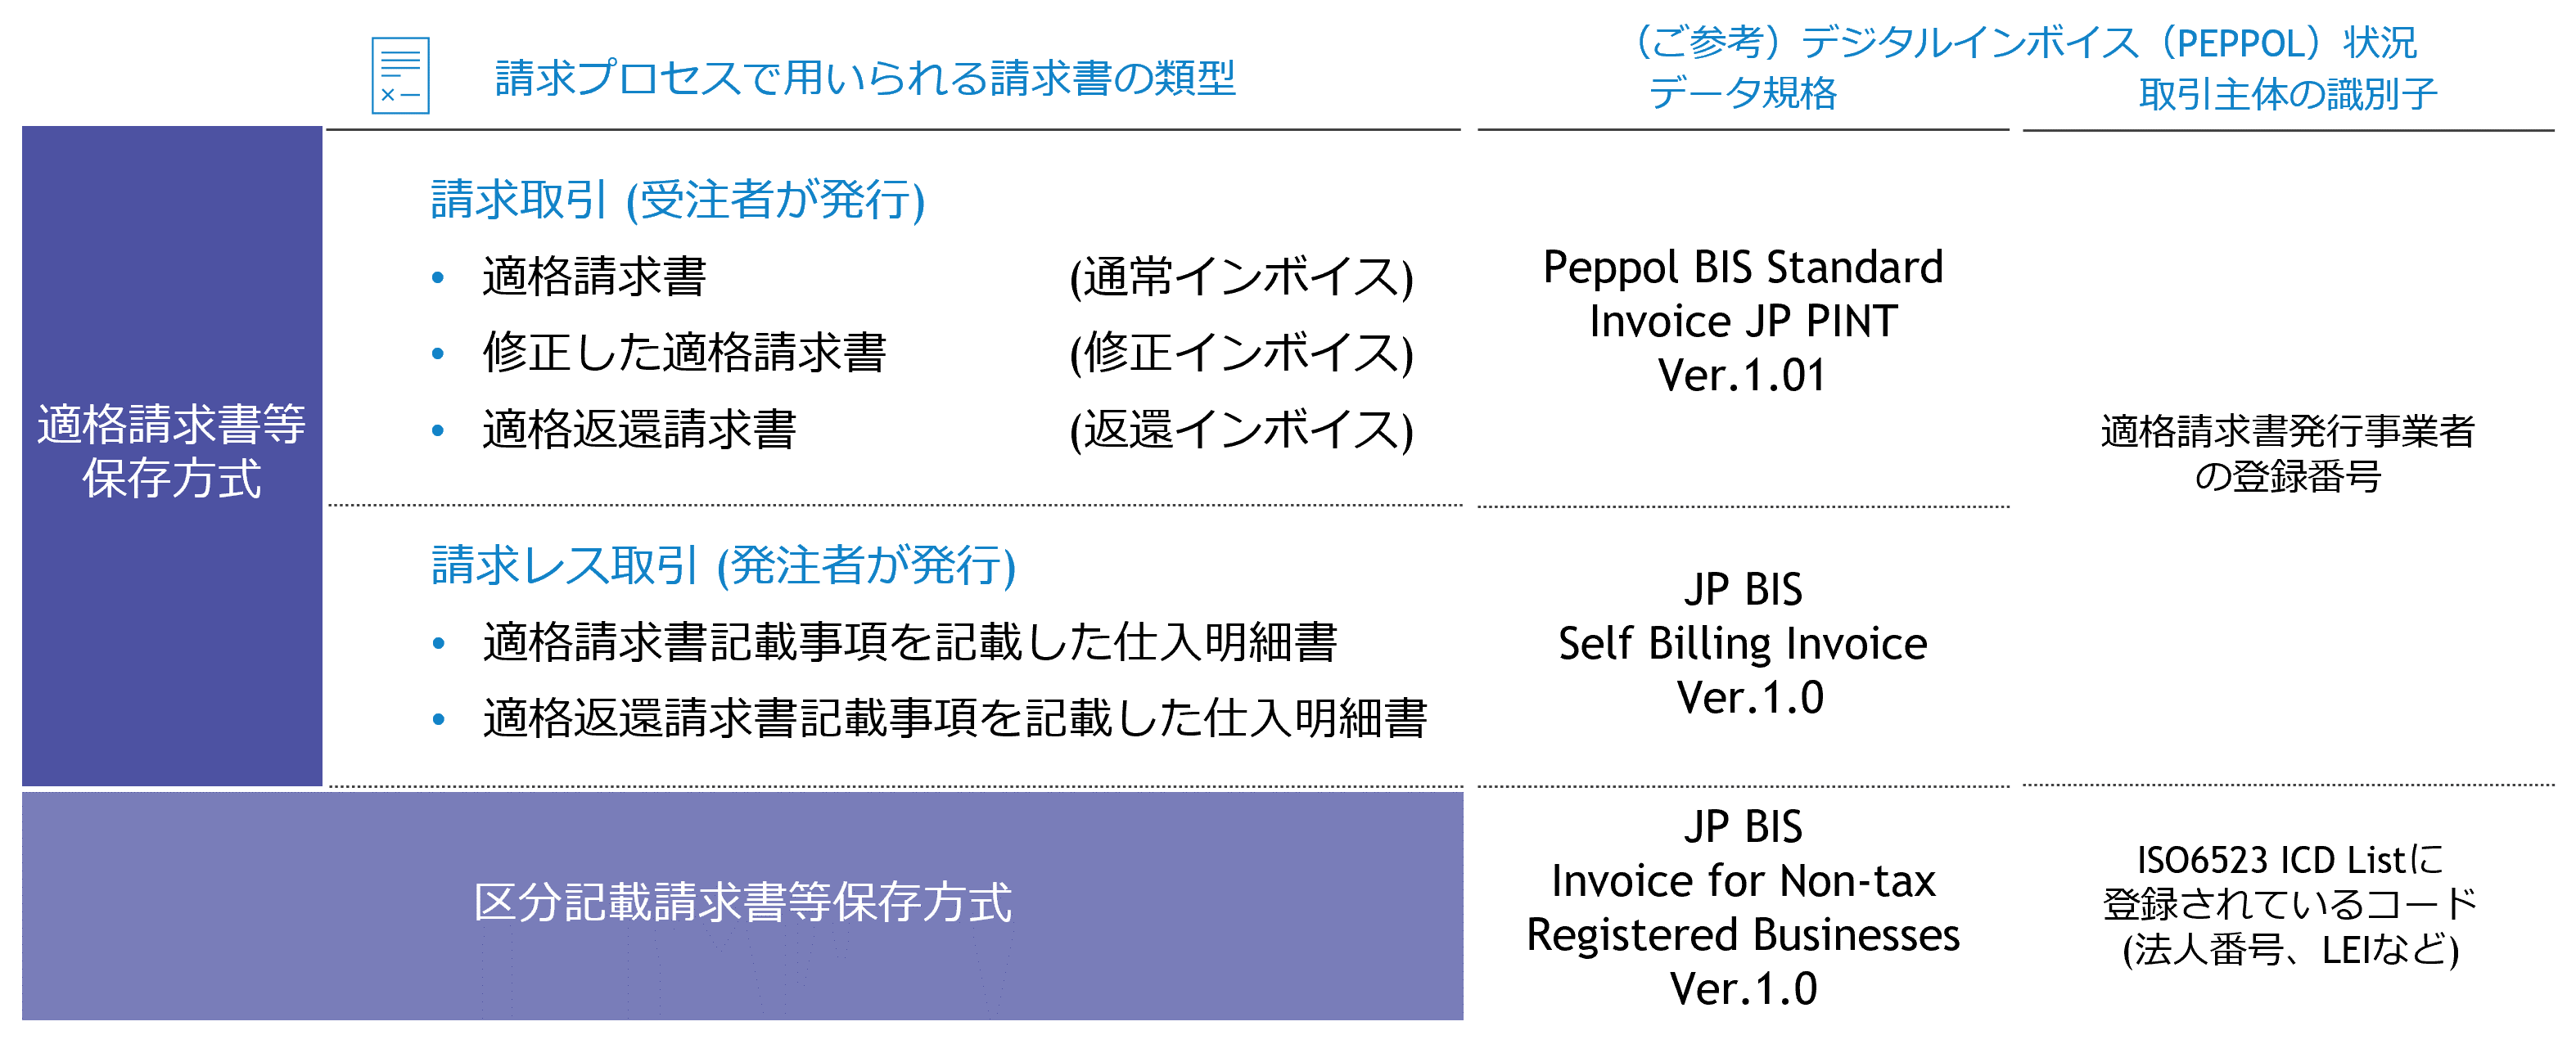 請求プロセスで用いられる請求書の類型
（ご参考）デジタルインボイス（PEPPOL）状況
データ規格
取引主体の識別子
適格請求書等
保存方式
請求取引 (受注者が発行)
• 適格請求書 (通常インボイス)
• 修正した適格請求書 (修正インボイス)
• 適格返還請求書 (返還インボイス)
Peppol BIS Standard
Invoice JP PINT
Ver.1.01
適格請求書発行事業者
の登録番号
請求レス取引 (発注者が発行)
• 適格請求書記載事項を記載した仕入明細書
• 適格返還請求書記載事項を記載した仕入明細書
JP BIS
Self Billing Invoice
Ver.1.0
区分記載請求書等保存方式
JP BIS
Invoice for Non-tax
Registered Businesses
Ver.1.0
ISO6523 ICD Listに
登録されているコード
(法人番号、LEIなど)